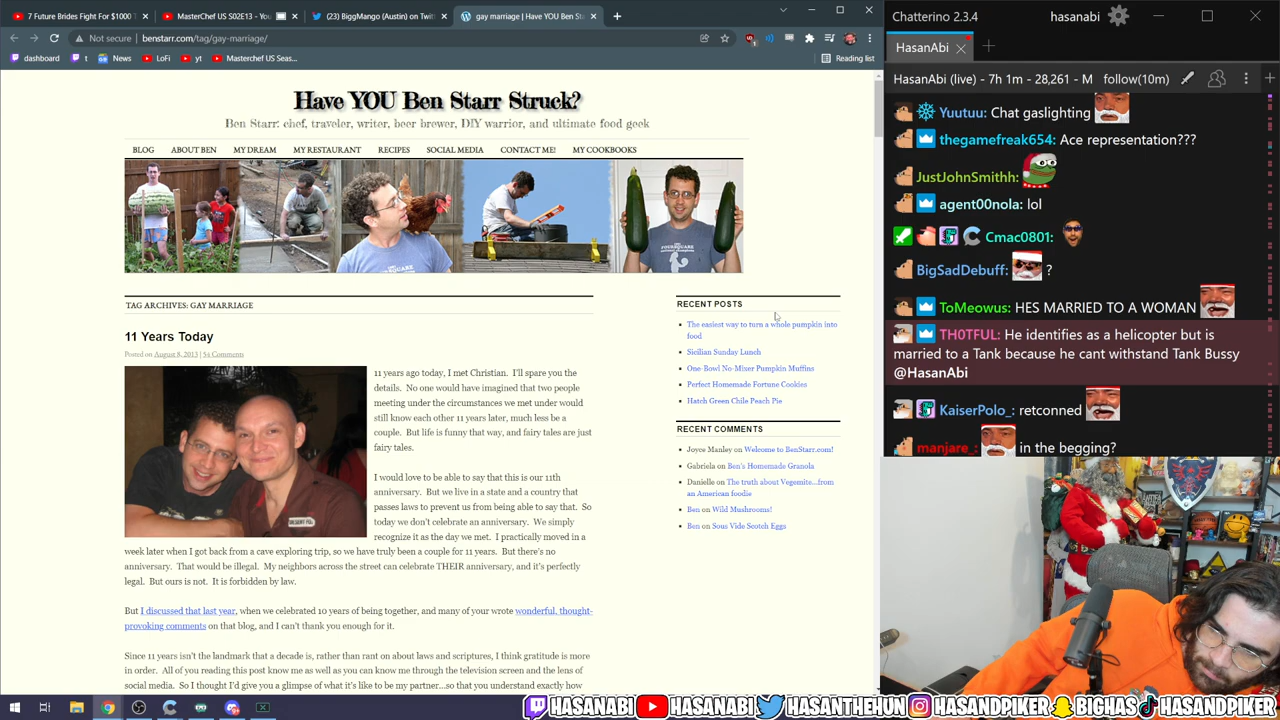 7 Future Brides Fight For $1000 T
MasterChef US S02E13 - You
(23) BiggMango (Austin) on Twit
gay marriage | Have YOU Ben Sta
Not secure | benstarr.com/tag/gay-marriage/
dashboard
t
News
LoFi
yt
Masterchef US Seas...
Reading list
Have YOU Ben Starr Struck?
Ben Starr: chef, traveler, writer, beer brewer, DIY warrior, and ultimate food geek
BLOG
ABOUT BEN
MY DREAM
MY RESTAURANT
RECIPES
SOCIAL MEDIA
CONTACT ME!
MY COOKBOOKS
TAG ARCHIVES: GAY MARRIAGE
11 Years Today
Posted on August 8, 2013 | 54 Comments
11 years ago today, I met Christian. I'll spare you the
details. No one would have imagined that two people
meeting under the circumstances we met under would
still know each other 11 years later, much less be a
couple. But life is funny that way, and fairy tales are just
fairy tales.
I would love to be able to say that this is our 11th
anniversary. But we live in a state and a country that
passes laws to prevent us from being able to say that. So
today we don't celebrate an anniversary. We simply
recognize it as the day we met. I practically moved in a
week later when I got back from a cave exploring trip, so we have truly been a couple for 11 years. But there's no
anniversary. That would be illegal. My neighbors across the street can celebrate THEIR anniversary, and it's perfectly
legal. But ours is not. It is forbidden by law.
But I discussed that last year, when we celebrated 10 years of being together, and many of your wrote wonderful, thought-
provoking comments on that blog, and I can't thank you enough for it.
Since 11 years isn't the landmark that a decade is, rather than rant on about laws and scriptures, I think gratitude is more
in order. All of you reading this post know me as well as you can know me through the television screen and the lens of
social media. So I thought I'd give you a glimpse of what it's like to be my partner...so that you understand exactly how
RECENT POSTS
The easiest way to turn a whole pumpkin into
food
Sicilian Sunday Lunch
One-Bowl No-Mixer Pumpkin Muffins
Perfect Homemade Fortune Cookies
Hatch Green Chile Peach Pie
RECENT COMMENTS
Joyce Manley on Welcome to BenStarr.com!
Gabriela on Ben's Homemade Granola
Danielle on The truth about Vegemite...from
an American foodie
Ben on Wild Mushrooms!
Ben on Sous Vide Scotch Eggs
Chatterino 2.3.4
hasanabi
HasanAbi
HasanAbi (live) - 7h 1m - 28,261 - M
follow(10m)
Yuutuu: Chat gaslighting
thegamefreak654: Ace representation???
JustJohnSmithh:
agent00nola: lol
Cmac0801:
BigSadDebuff: ?
ToMeowus: HES MARRIED TO A WOMAN
TH0TFUL: He identifies as a helicopter but is
married to a Tank because he cant withstand Tank Bussy
@HasanAbi
KaiserPolo_: retconned
manjare_: in the begging?
HASANABI
HASANABI
HASANTHEHUN
HASANDPIKER
BIGHAS
HASANDPIKER